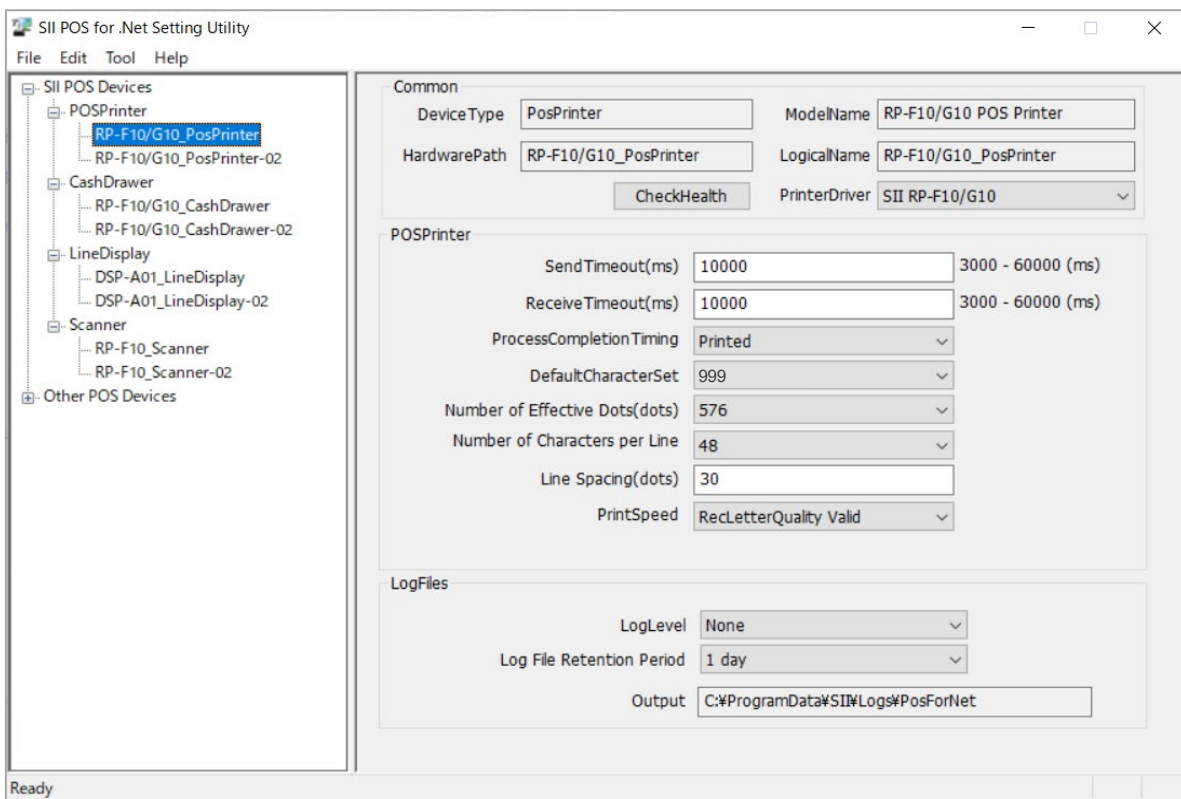 SII POS for .Net Setting Utility
File Edit Tool Help
SII POS Devices
POSPrinter
RP-F10/G10_PosPrinter
RP-F10/G10_PosPrinter-02
CashDrawer
RP-F10/G10_CashDrawer
RP-F10/G10_CashDrawer-02
LineDisplay
DSP-A01_LineDisplay
DSP-A01_LineDisplay-02
Scanner
RP-F10_Scanner
RP-F10_Scanner-02
Other POS Devices
Common
DeviceType PosPrinter ModelName RP-F10/G10 POS Printer
HardwarePath RP-F10/G10_PosPrinter LogicalName RP-F10/G10_PosPrinter
CheckHealth PrinterDriver SII RP-F10/G10
POSPrinter
SendTimeout(ms) 10000 3000 - 60000 (ms)
ReceiveTimeout(ms) 10000 3000 - 60000 (ms)
ProcessCompletionTiming Printed
DefaultCharacterSet 999
Number of Effective Dots(dots) 576
Number of Characters per Line 48
Line Spacing(dots) 30
PrintSpeed RecLetterQuality Valid
LogFiles
LogLevel None
Log File Retention Period 1 day
Output C:¥ProgramData¥SII¥Logs¥PosForNet
Ready